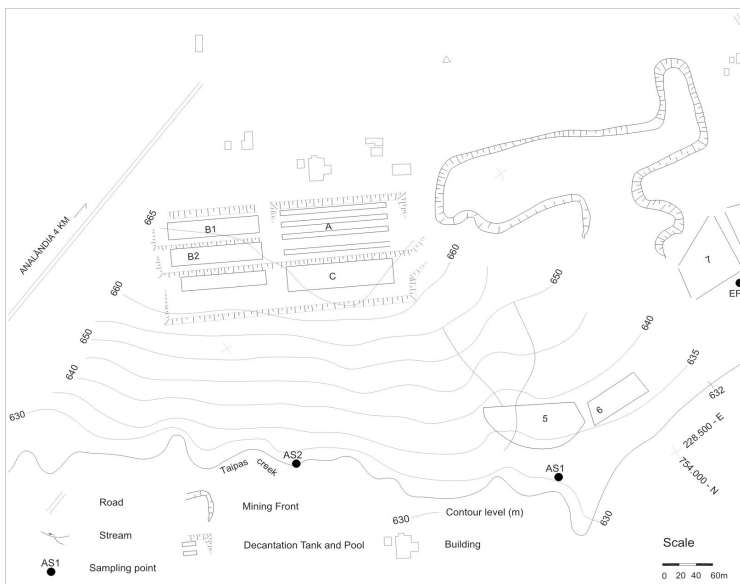 ANALÂNDIA 4 KM
665
B1
A
B2
C
660
660
650
650
640
640
635
630
632
7
EF
5
6
228.500 - E
754.000 - N
Taipas creek
AS2
AS1
630
Road
Mining Front
630
Contour level (m)
Stream
Decantation Tank and Pool
Building
AS1
Sampling point
Scale
0 20 40 60m